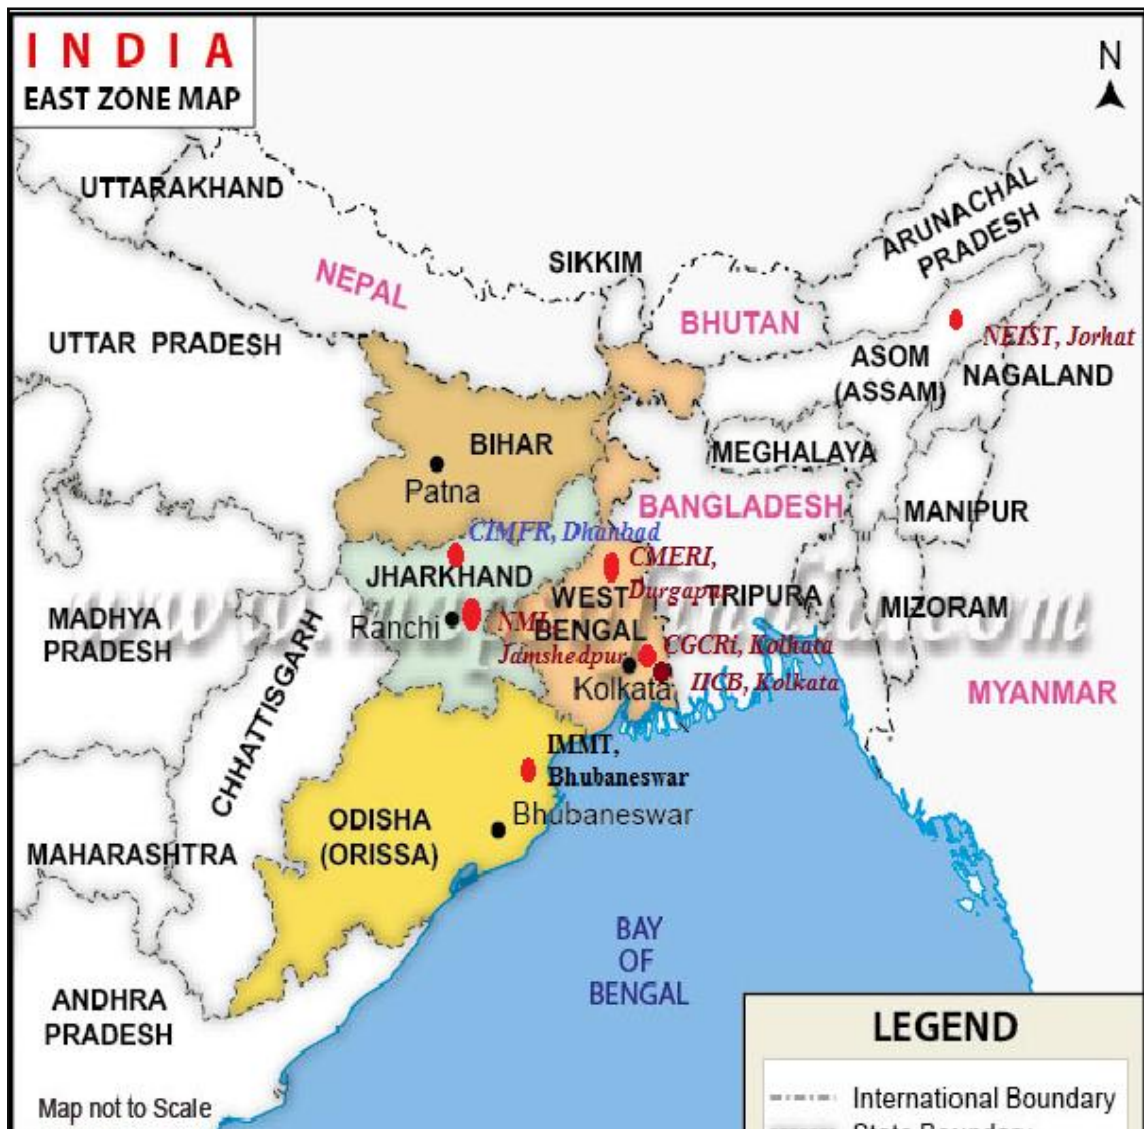 INDIA
EAST ZONE MAP
N
UTTARAKHAND
ARUNACHAL
PRADESH
SIKKIM
NEPAL
BHUTAN
UTTAR PRADESH
NEIST, Jorhat
ASOM
(ASSAM)
NAGALAND
BIHAR
MEGHALAYA
Patna
BANGLADESH
MANIPUR
CIMFR, Dhanbad
CMERI,
Durgapur
JHARKHAND
WEST
BENGAL
TRIPURA
MIZORAM
MADHYA
PRADESH
Ranchi
NML,
Jamshedpur
CGCRi, Kolhata
Kolkata
IICB, Kolkata
MYANMAR
CHHATTISGARH
IMMT,
Bhubaneswar
Bhubaneswar
ODISHA
(ORISSA)
MAHARASHTRA
BAY
OF
BENGAL
ANDHRA
PRADESH
LEGEND
International Boundary
State Boundary
Map not to Scale